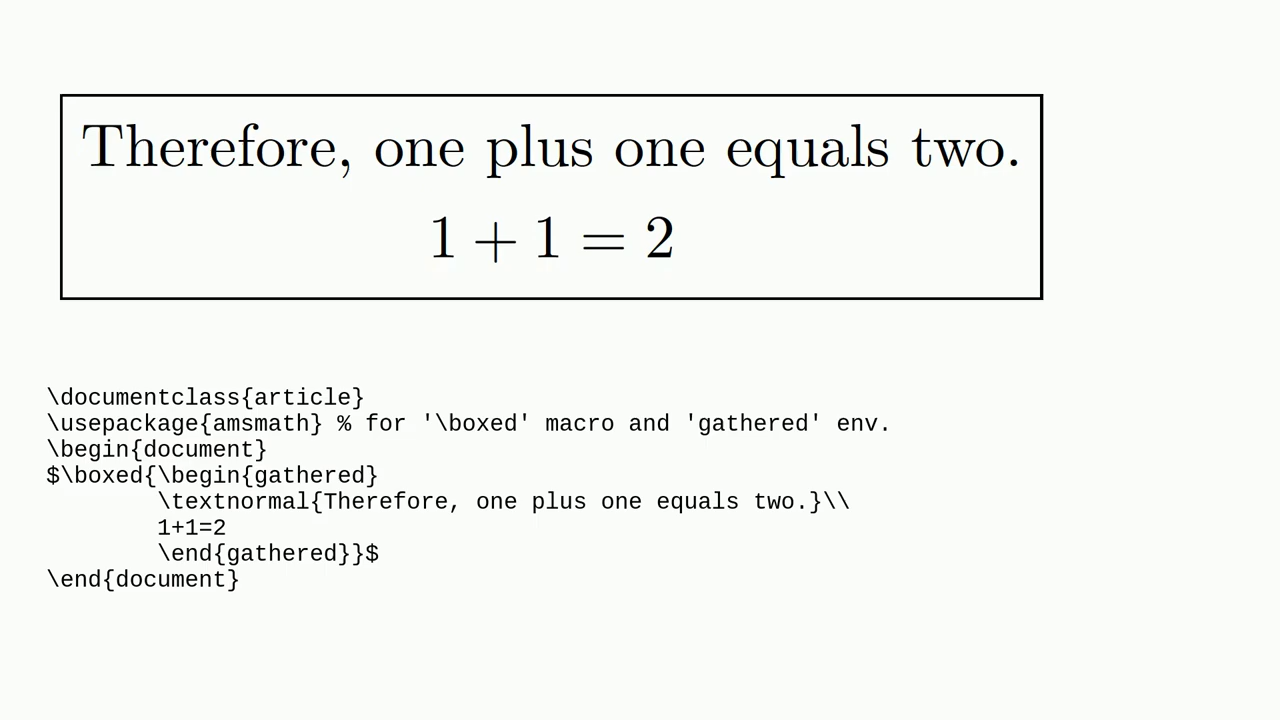 Therefore, one plus one equals two.
1 + 1 = 2
\documentclass{article}
\usepackage{amsmath} % for '\boxed' macro and 'gathered' env.
\begin{document}
$\boxed{\begin{gathered}
        \textnormal{Therefore, one plus one equals two.}\\
        1+1=2
        \end{gathered}}$
\end{document}